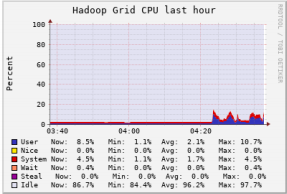 Hadoop Grid CPU last hour
RRDTOOL / TOBI OETIKER
Percent
100
80
60
40
20
0
03:40 04:00 04:20
User Now: 8.5% Min: 1.1% Avg: 2.1% Max: 10.7%
Nice Now: 0.0% Min: 0.0% Avg: 0.0% Max: 0.0%
System Now: 4.5% Min: 1.1% Avg: 1.7% Max: 4.5%
Wait Now: 0.4% Min: 0.0% Avg: 0.0% Max: 0.4%
Steal Now: 0.0% Min: 0.0% Avg: 0.0% Max: 0.0%
Idle Now: 86.7% Min: 84.4% Avg: 96.2% Max: 97.7%